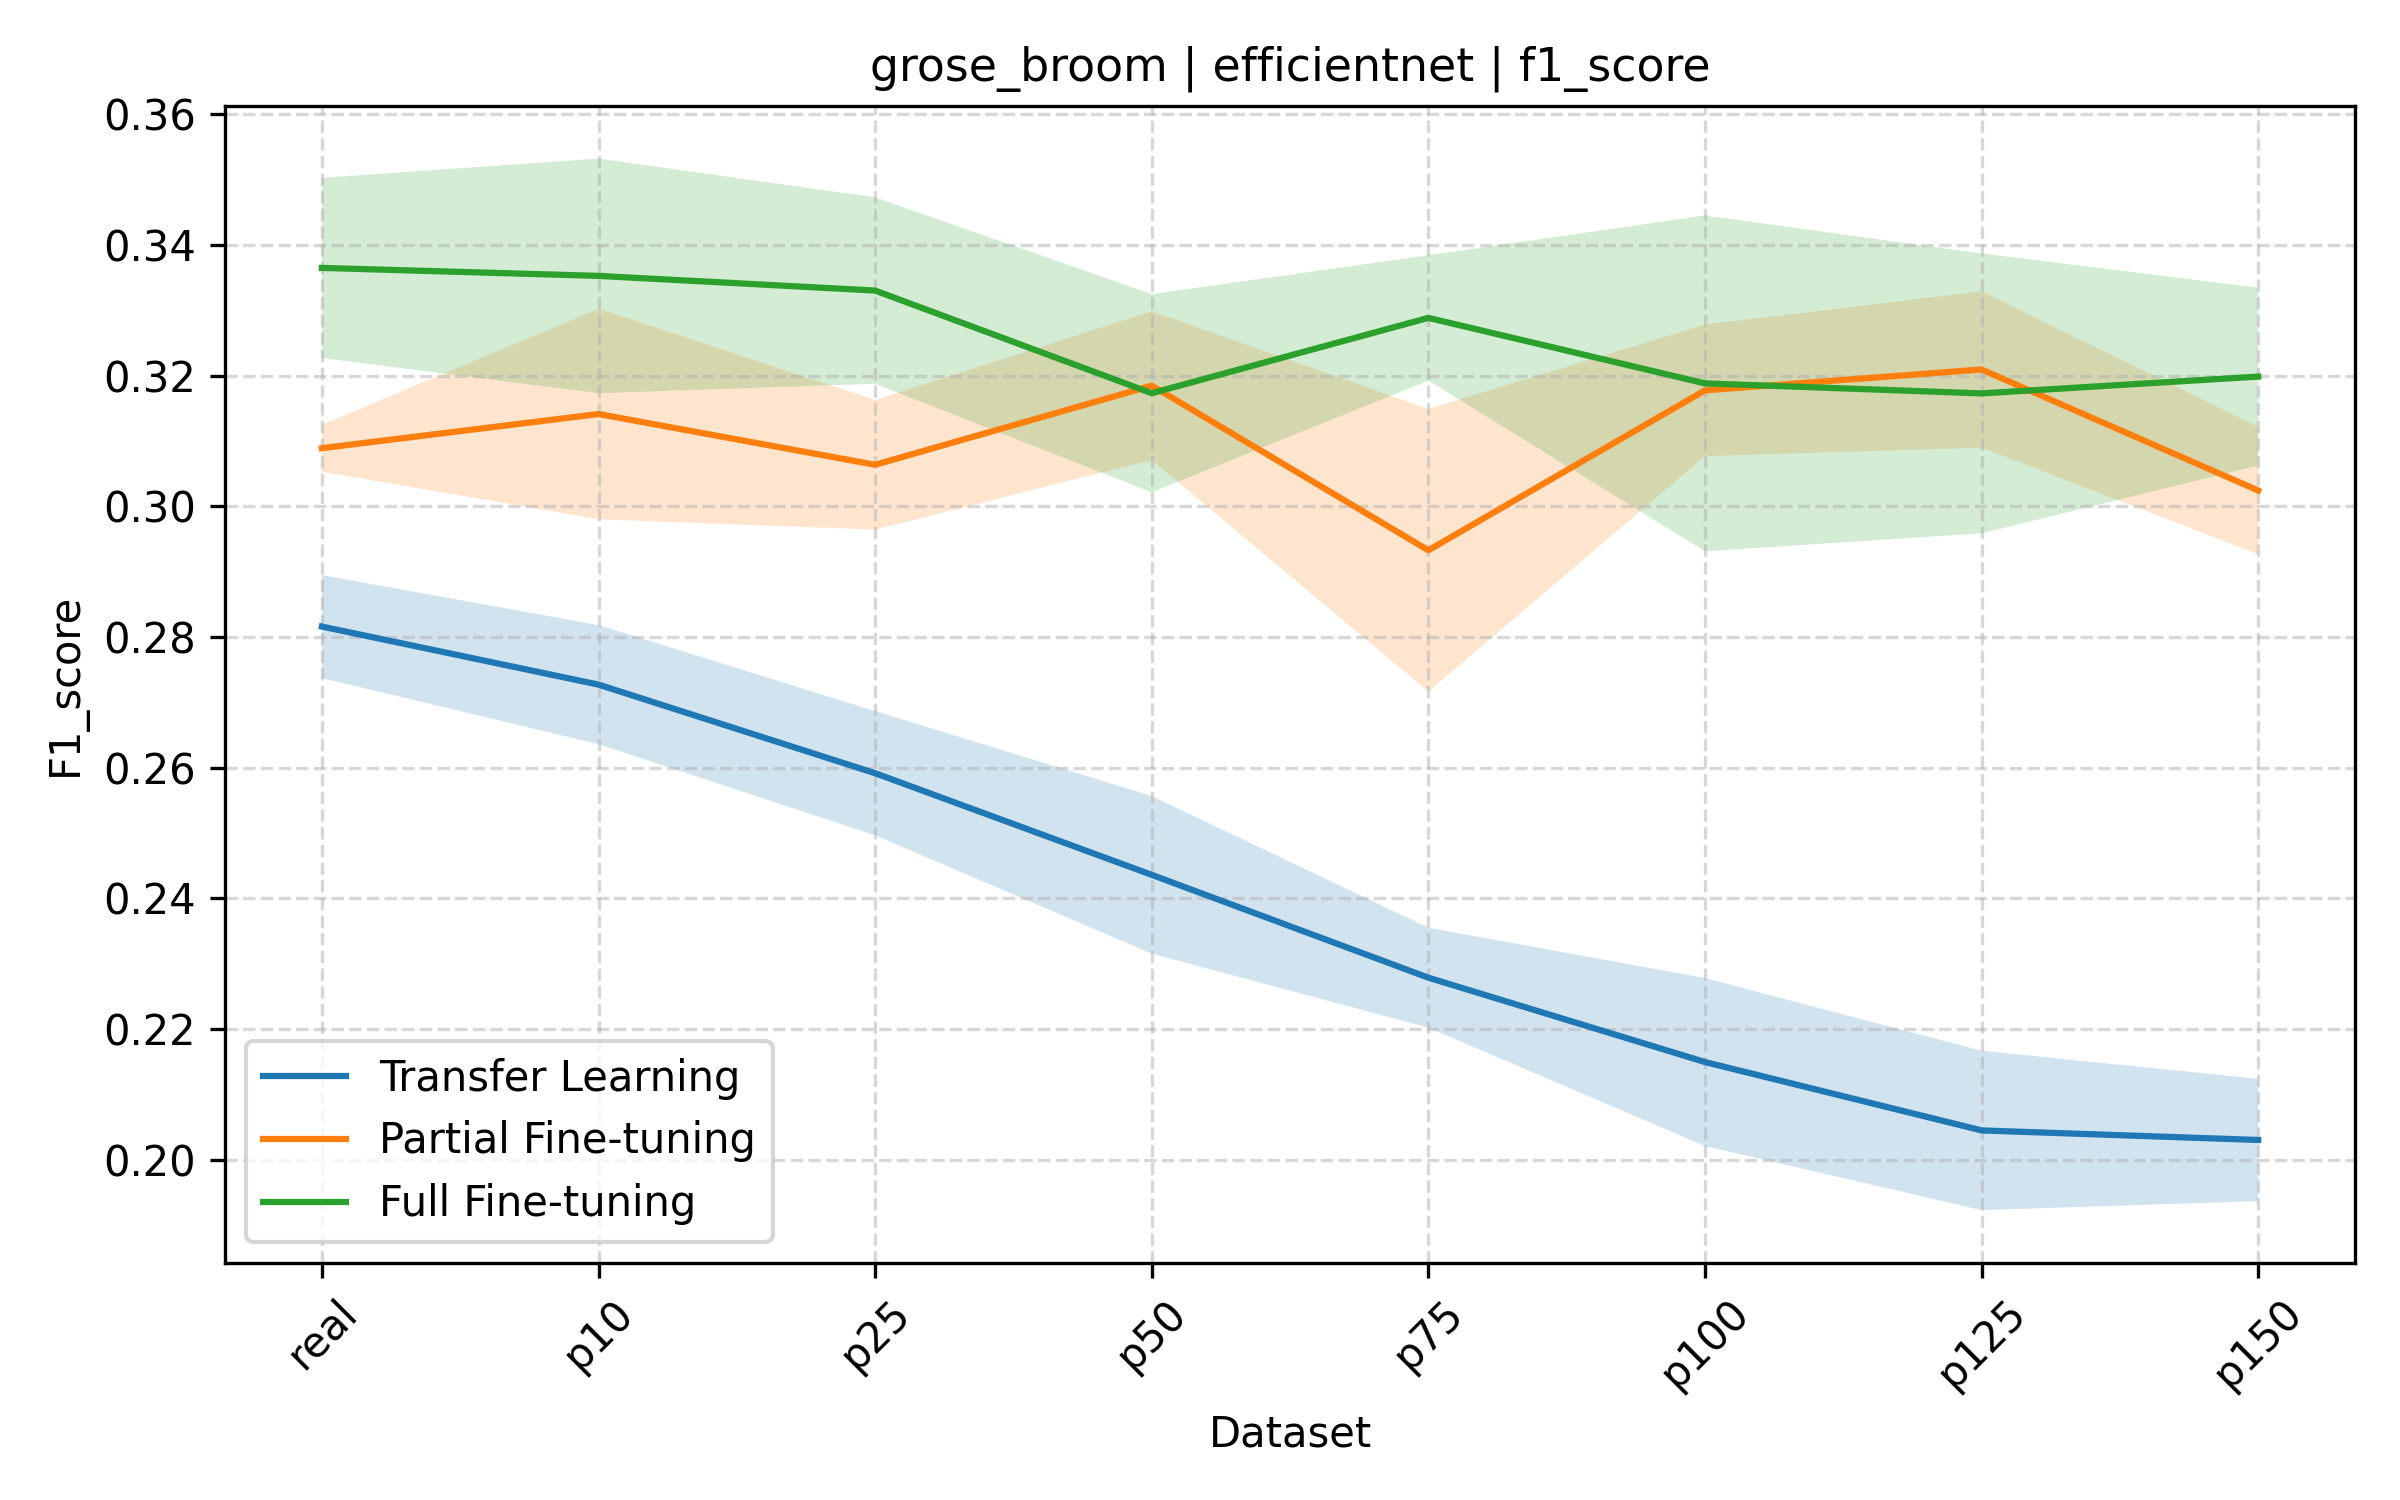 grose_broom | efficientnet | f1_score
0.36
0.34
0.32
0.30
0.28
0.26
0.24
0.22
0.20
F1_score
Transfer Learning
Partial Fine-tuning
Full Fine-tuning
real
p10
p25
p50
p75
p100
p125
p150
Dataset